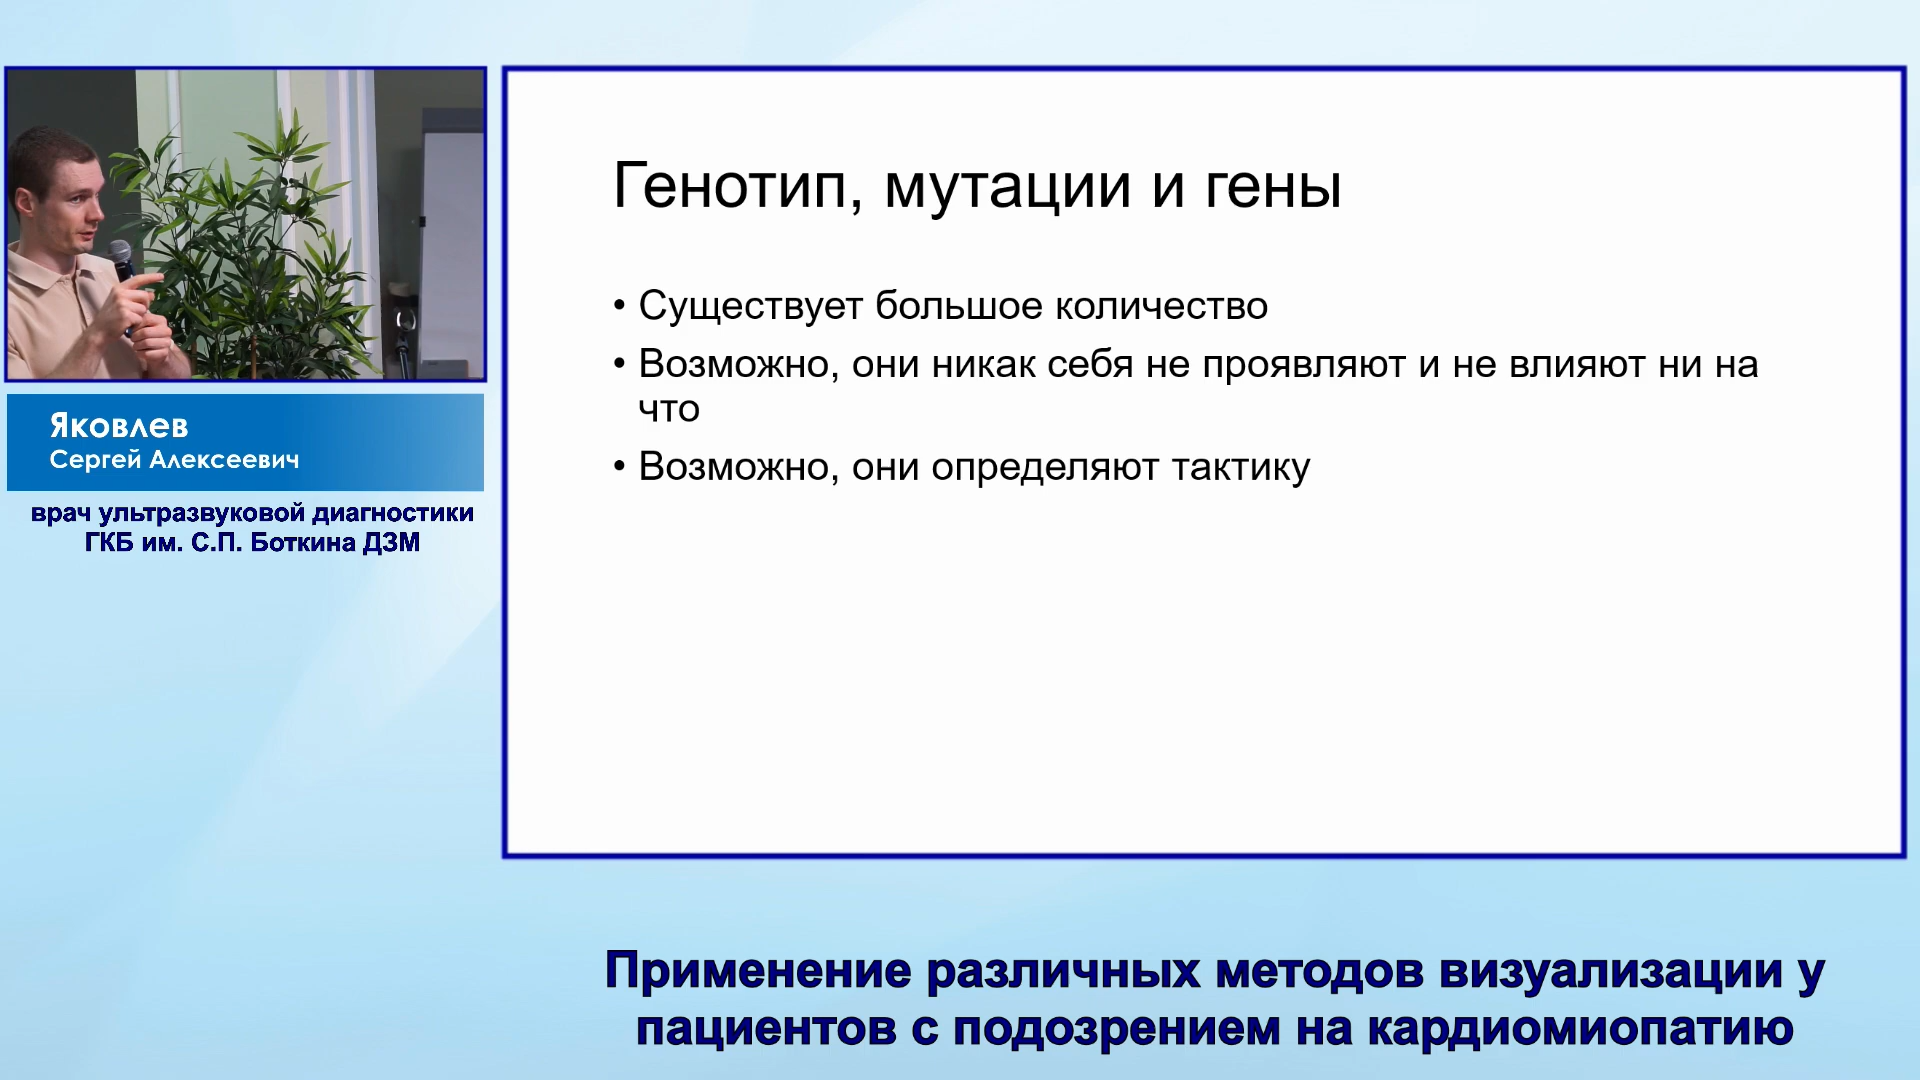 Генотип, мутации и гены
• Существует большое количество
• Возможно, они никак себя не проявляют и не влияют ни на
что
• Возможно, они определяют тактику
Яковлев
Сергей Алексеевич
врач ультразвуковой диагностики
ГКБ им. С.П. Боткина ДЗМ
Применение различных методов визуализации у
пациентов с подозрением на кардиомиопатию